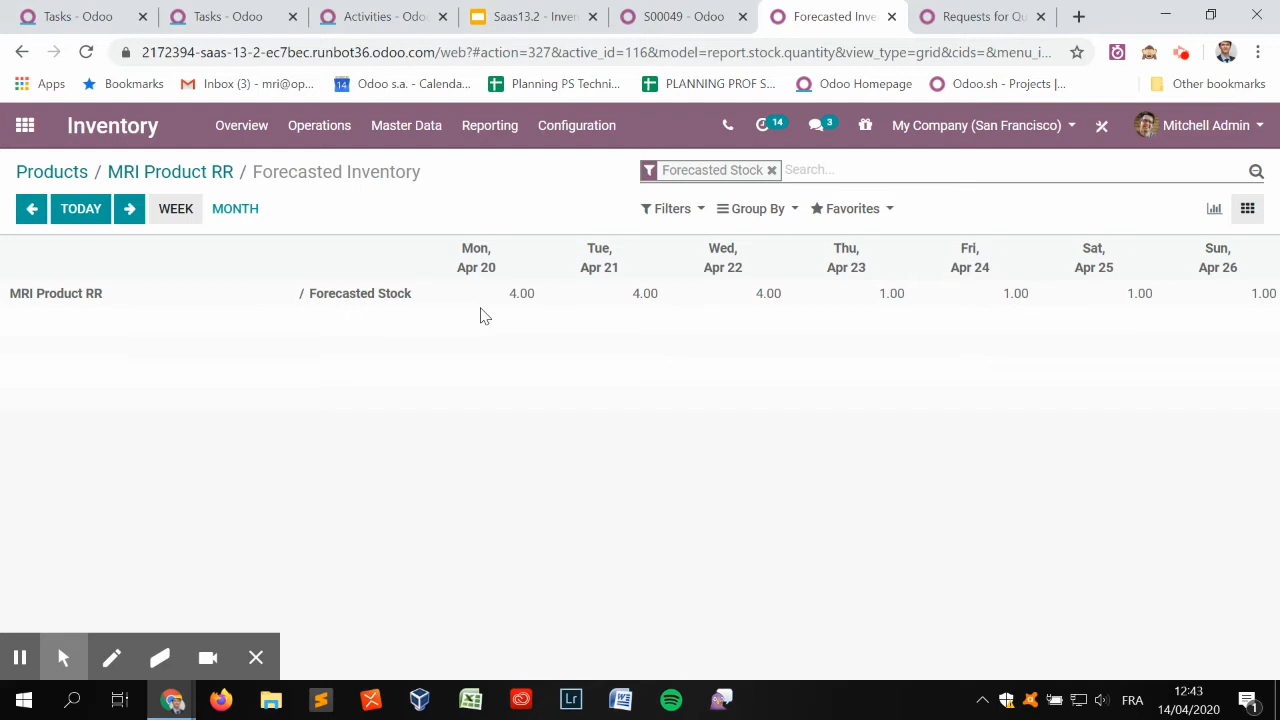 Tasks - Odoo
Tasks - Odoo
Activities - Odo
Saas13.2 - Inven
S00049 - Odoo
Forecasted Inve
Requests for Qu
2172394-saas-13-2-ec7bec.runbot36.odoo.com/web?#action=327&active_id=116&model=report.stock.quantity&view_type=grid&cids=&menu_i...
Apps
Bookmarks
Inbox (3) - mri@op...
Odoo s.a. - Calenda...
Planning PS Techni...
PLANNING PROF S...
Odoo Homepage
Odoo.sh - Projects |...
Other bookmarks
Inventory
Overview
Operations
Master Data
Reporting
Configuration
14
3
My Company (San Francisco)
Mitchell Admin
Products / MRI Product RR / Forecasted Inventory
Forecasted Stock
Search...
TODAY
WEEK
MONTH
Filters
Group By
Favorites
Mon, Tue, Wed, Thu, Fri, Sat, Sun,
Apr 20 Apr 21 Apr 22 Apr 23 Apr 24 Apr 25 Apr 26
MRI Product RR / Forecasted Stock 4.00 4.00 4.00 1.00 1.00 1.00 1.00
FRA
12:43
14/04/2020
1